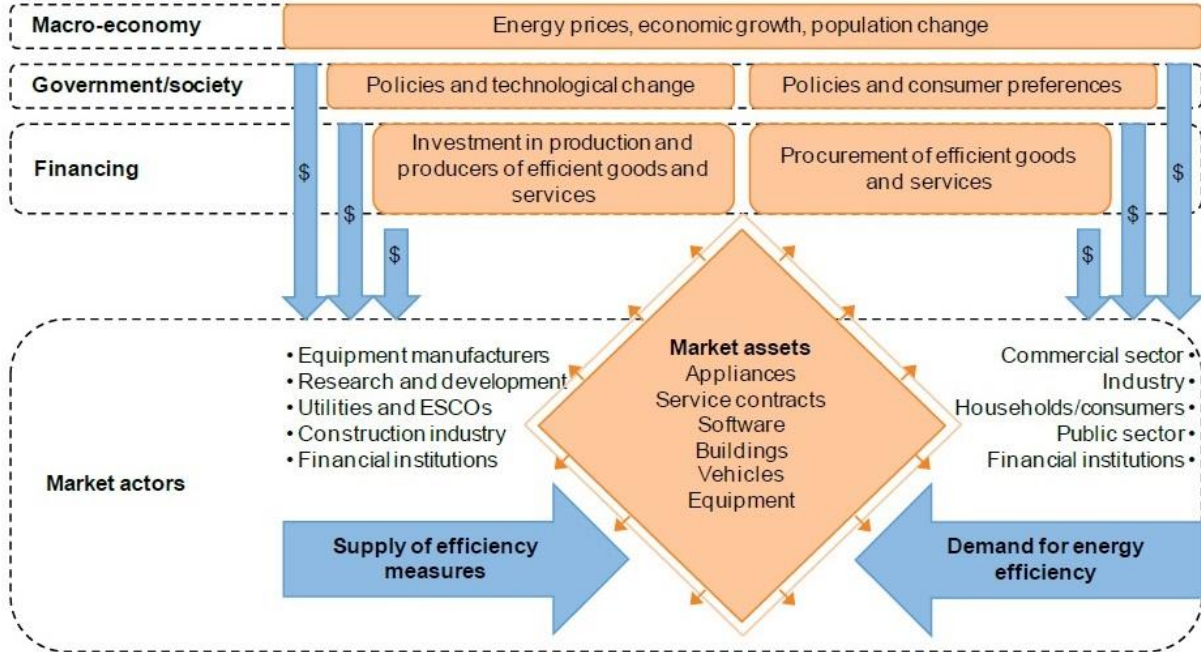 Macro-economy
Energy prices, economic growth, population change
Government/society
Policies and technological change
Policies and consumer preferences
Financing
Investment in production and
producers of efficient goods and
services
Procurement of efficient goods
and services
$
$
$
$
$
$
Market actors
• Equipment manufacturers
• Research and development
• Utilities and ESCOs
• Construction industry
• Financial institutions
Market assets
Appliances
Service contracts
Software
Buildings
Vehicles
Equipment
Commercial sector •
Industry •
Households/consumers •
Public sector •
Financial institutions •
Supply of efficiency
measures
Demand for energy
efficiency